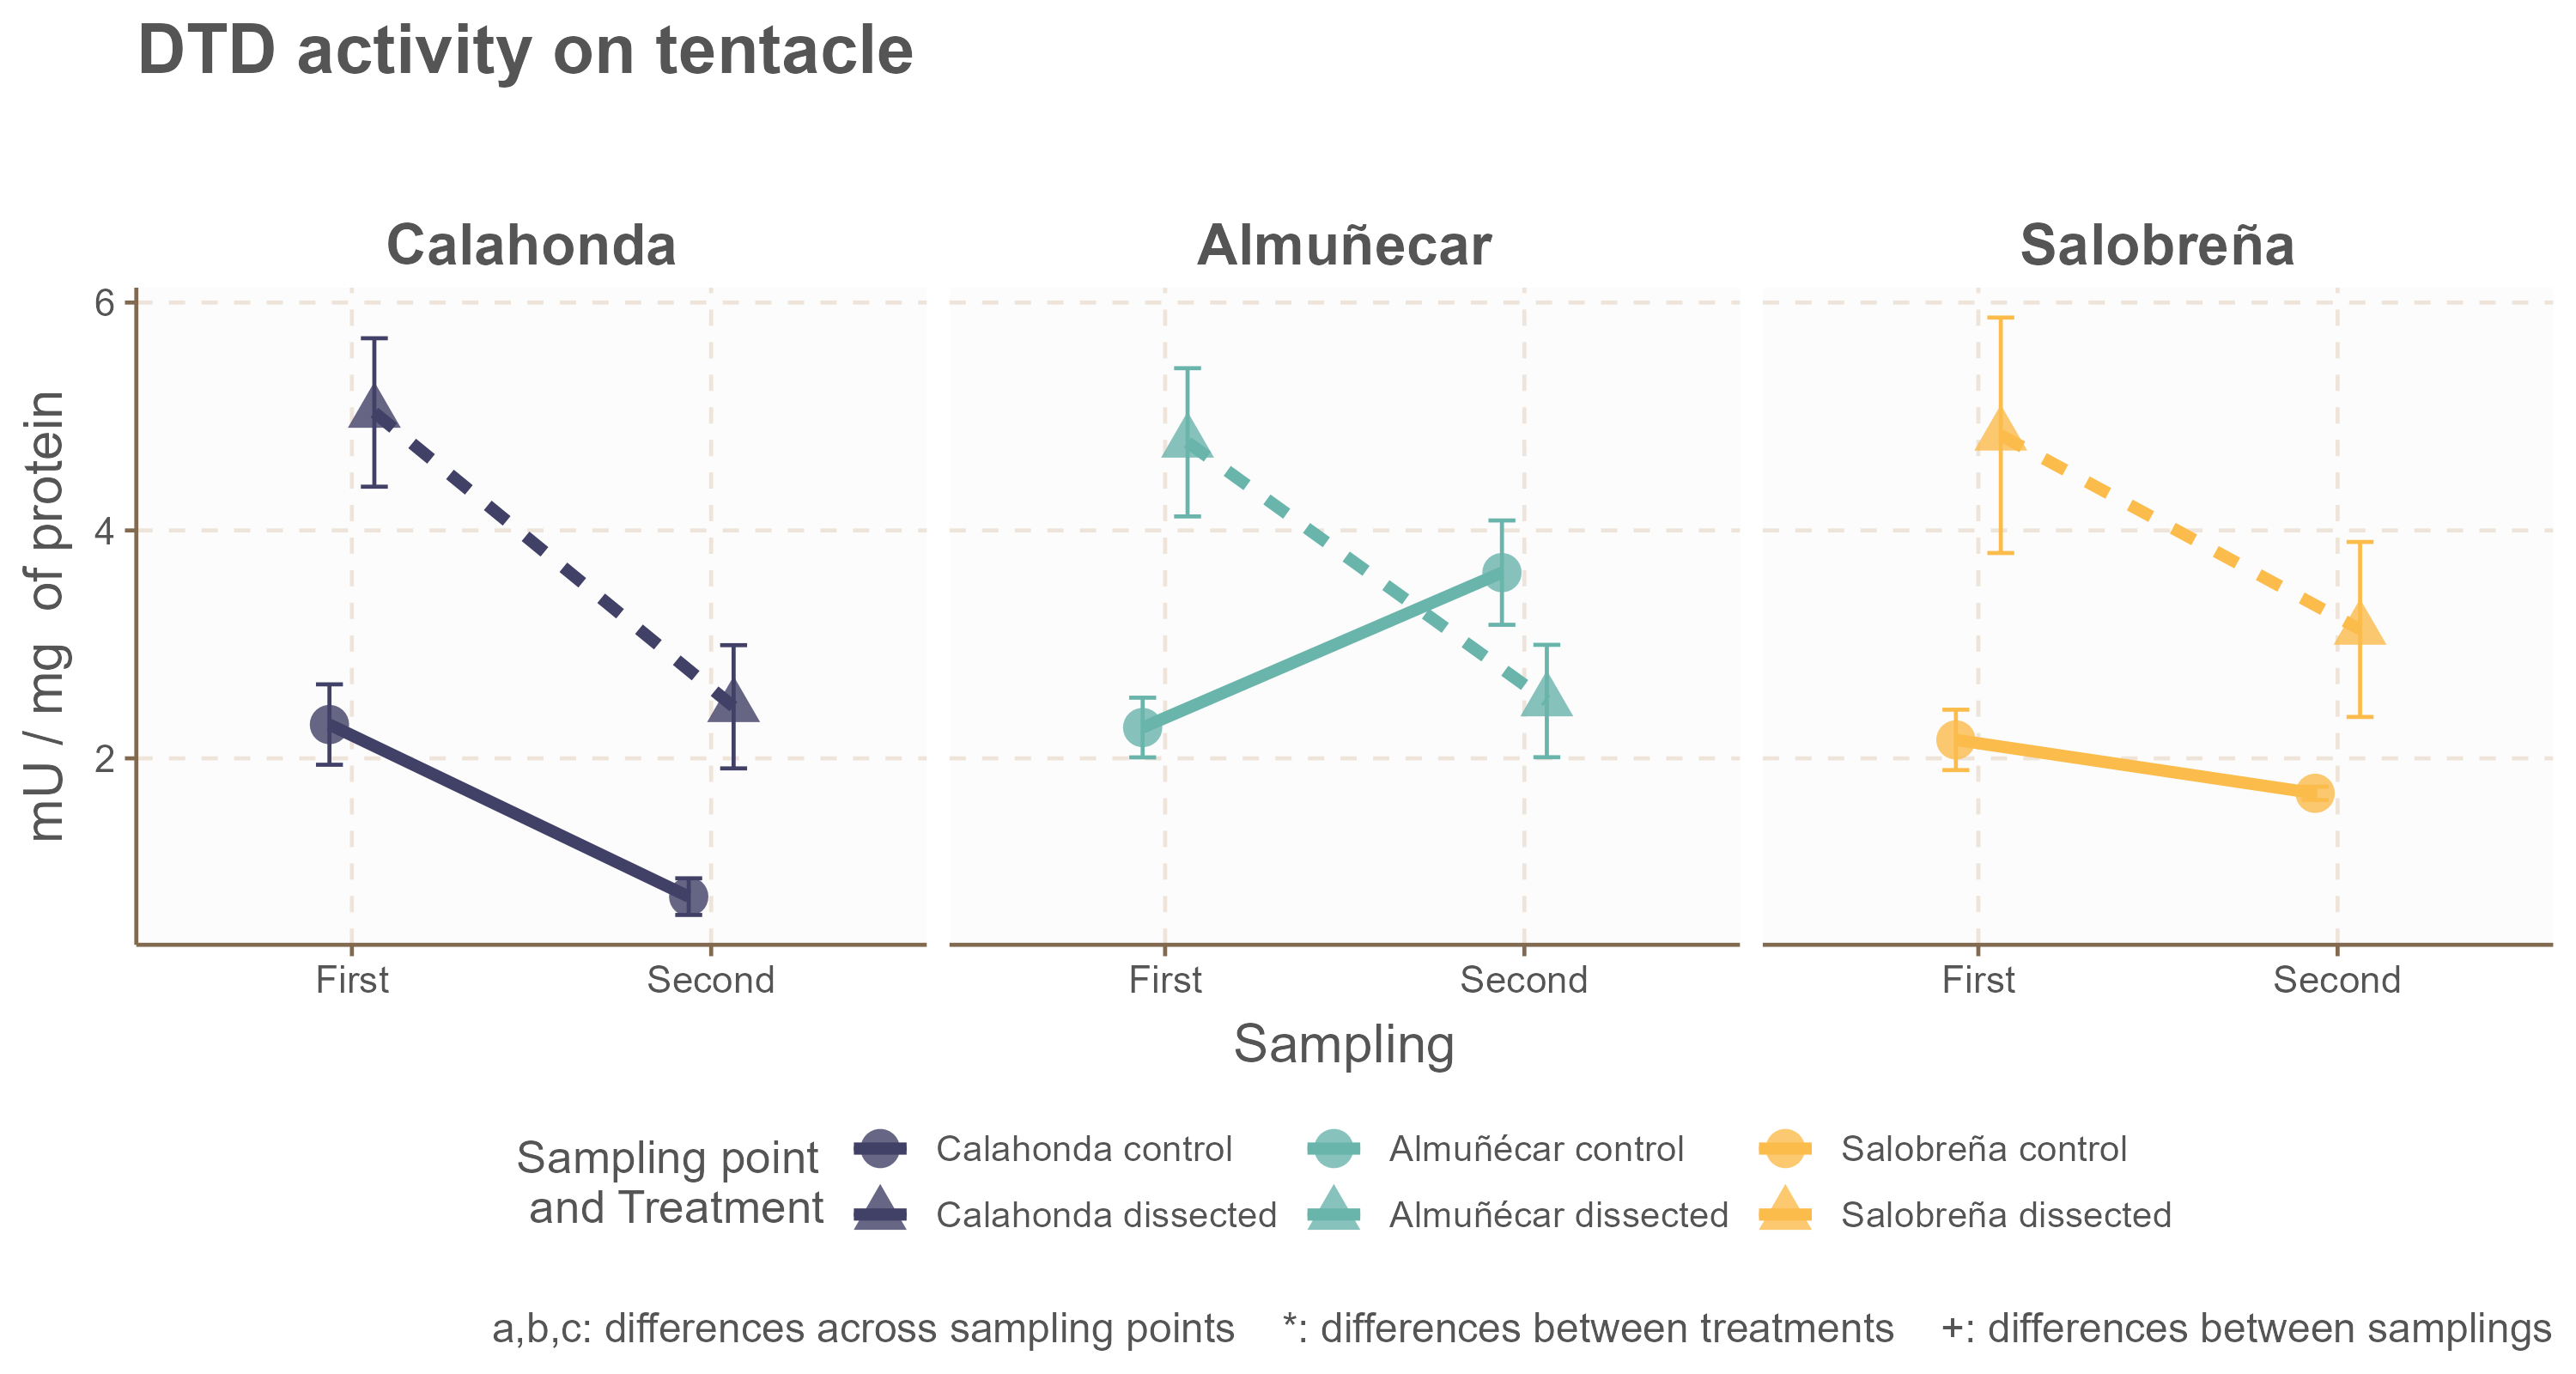 DTD activity on tentacle
Calahonda Almuñecar Salobreña
mU / mg of protein
6
4
2
First Second First Second First Second
Sampling
Sampling point
and Treatment
Calahonda control Almuñécar control Salobreña control
Calahonda dissected Almuñécar dissected Salobreña dissected
a,b,c: differences across sampling points *: differences between treatments +: differences between samplings